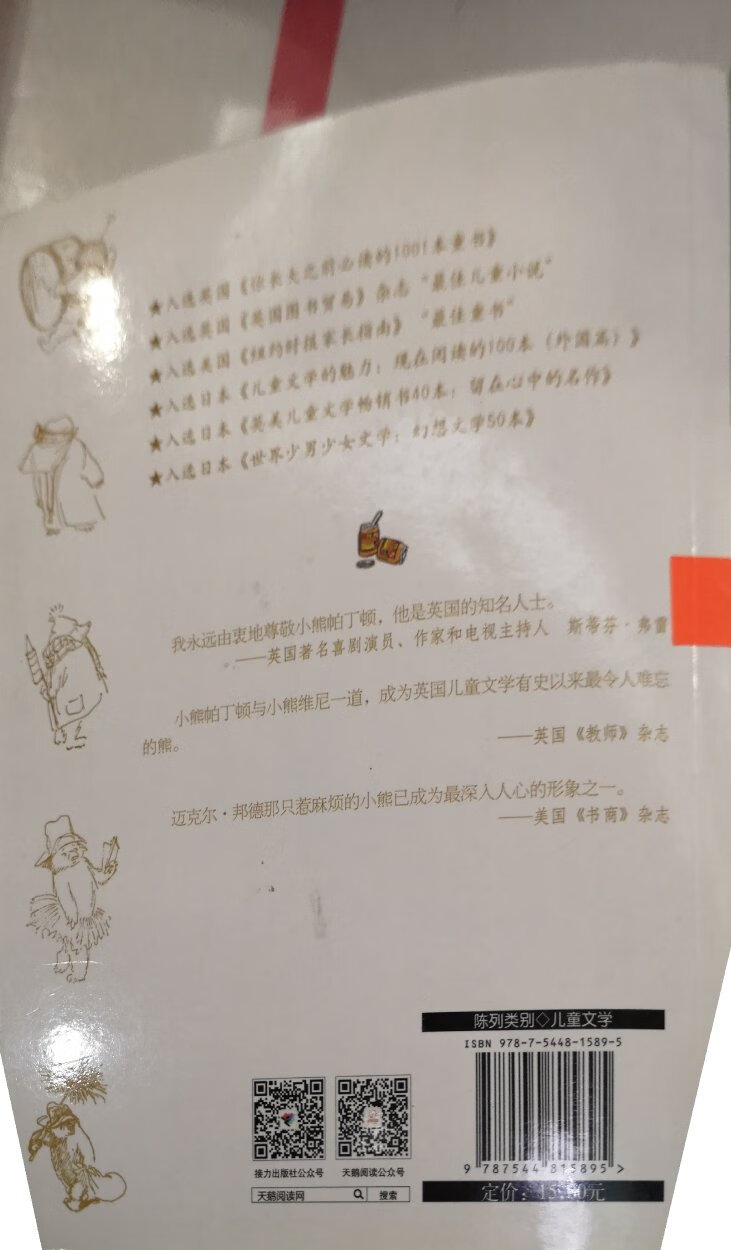 ★入选英国《你长大之前必读的1001本童书》
★入选英国《英国图书贸易》杂志“最佳儿童小说”
★入选美国《纽约时报家长指南》“最佳童书”
★入选日本《儿童文学的魅力：现在阅读的100本（外国篇）》
★入选日本《英美儿童文学畅销书40本：留在心中的名作》
★入选日本《世界少男少女文学：幻想文学50本》
我永远由衷地尊敬小熊帕丁顿，他是英国的知名人士。
——英国著名喜剧演员、作家和电视主持人 斯蒂芬·弗雷
小熊帕丁顿与小熊维尼一道，成为英国儿童文学有史以来最令人难忘
的熊。
——英国《教师》杂志
迈克尔·邦德那只惹麻烦的小熊已成为最深入人心的形象之一。
——美国《书商》杂志
陈列类别◇儿童文学
ISBN 978-7-5448-1589-5
9 787544 815895 >
定价：15.00元
接力出版社公众号 天鹅阅读公众号
天鹅阅读网 搜索